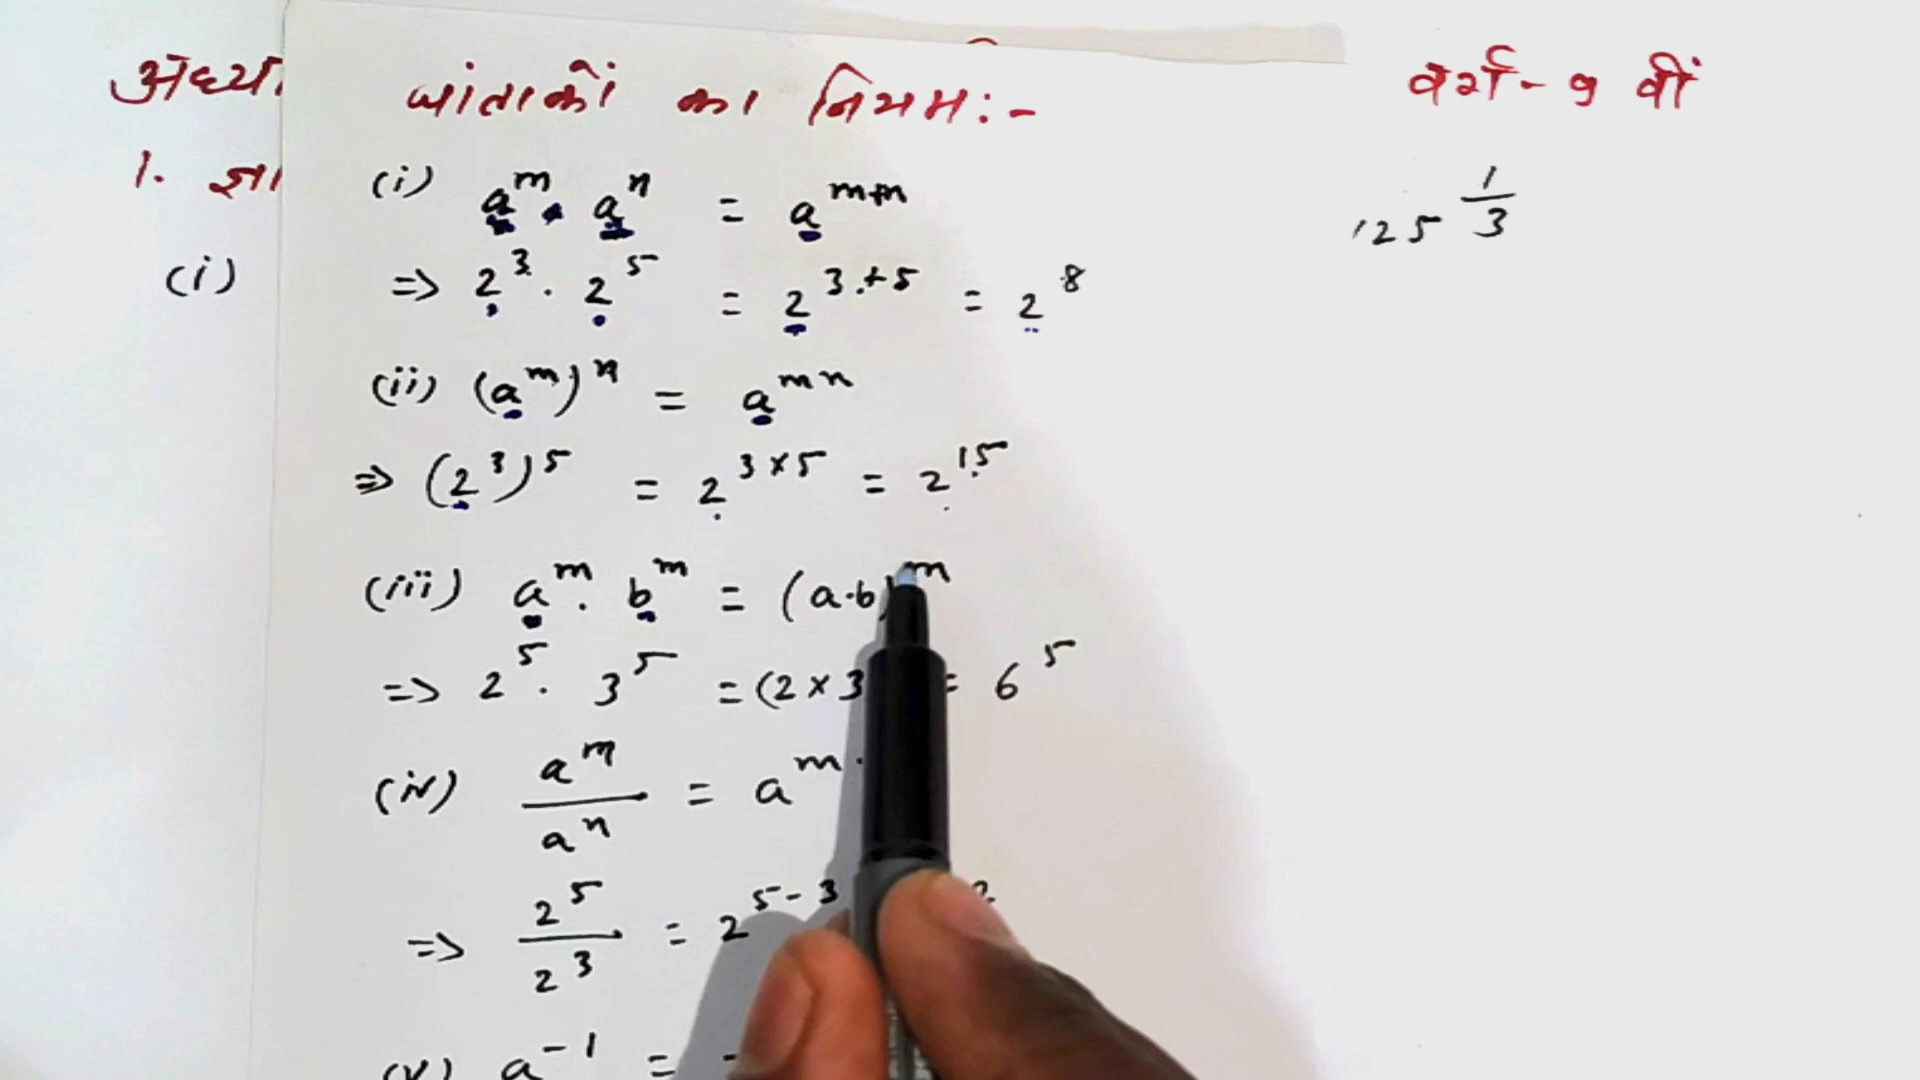 अध्या
1. ज्ञा
(i)
घांताकों का नियम :-
(i) a^m . a^n = a^{m+n}
=> 2^3 . 2^5 = 2^{3+5} = 2^8
(ii) (a^m)^n = a^{mn}
=> (2^3)^5 = 2^{3×5} = 2^{15}
(iii) a^m . b^m = (a.b)^m
=> 2^5 . 3^5 = (2×3 = 6^5
(iv) a^m / a^n = a^{m
=> 2^5 / 2^3 = 2^{5-3}
(v) a^{-1} =
वर्ग - 9 वीं
125^{1/3}